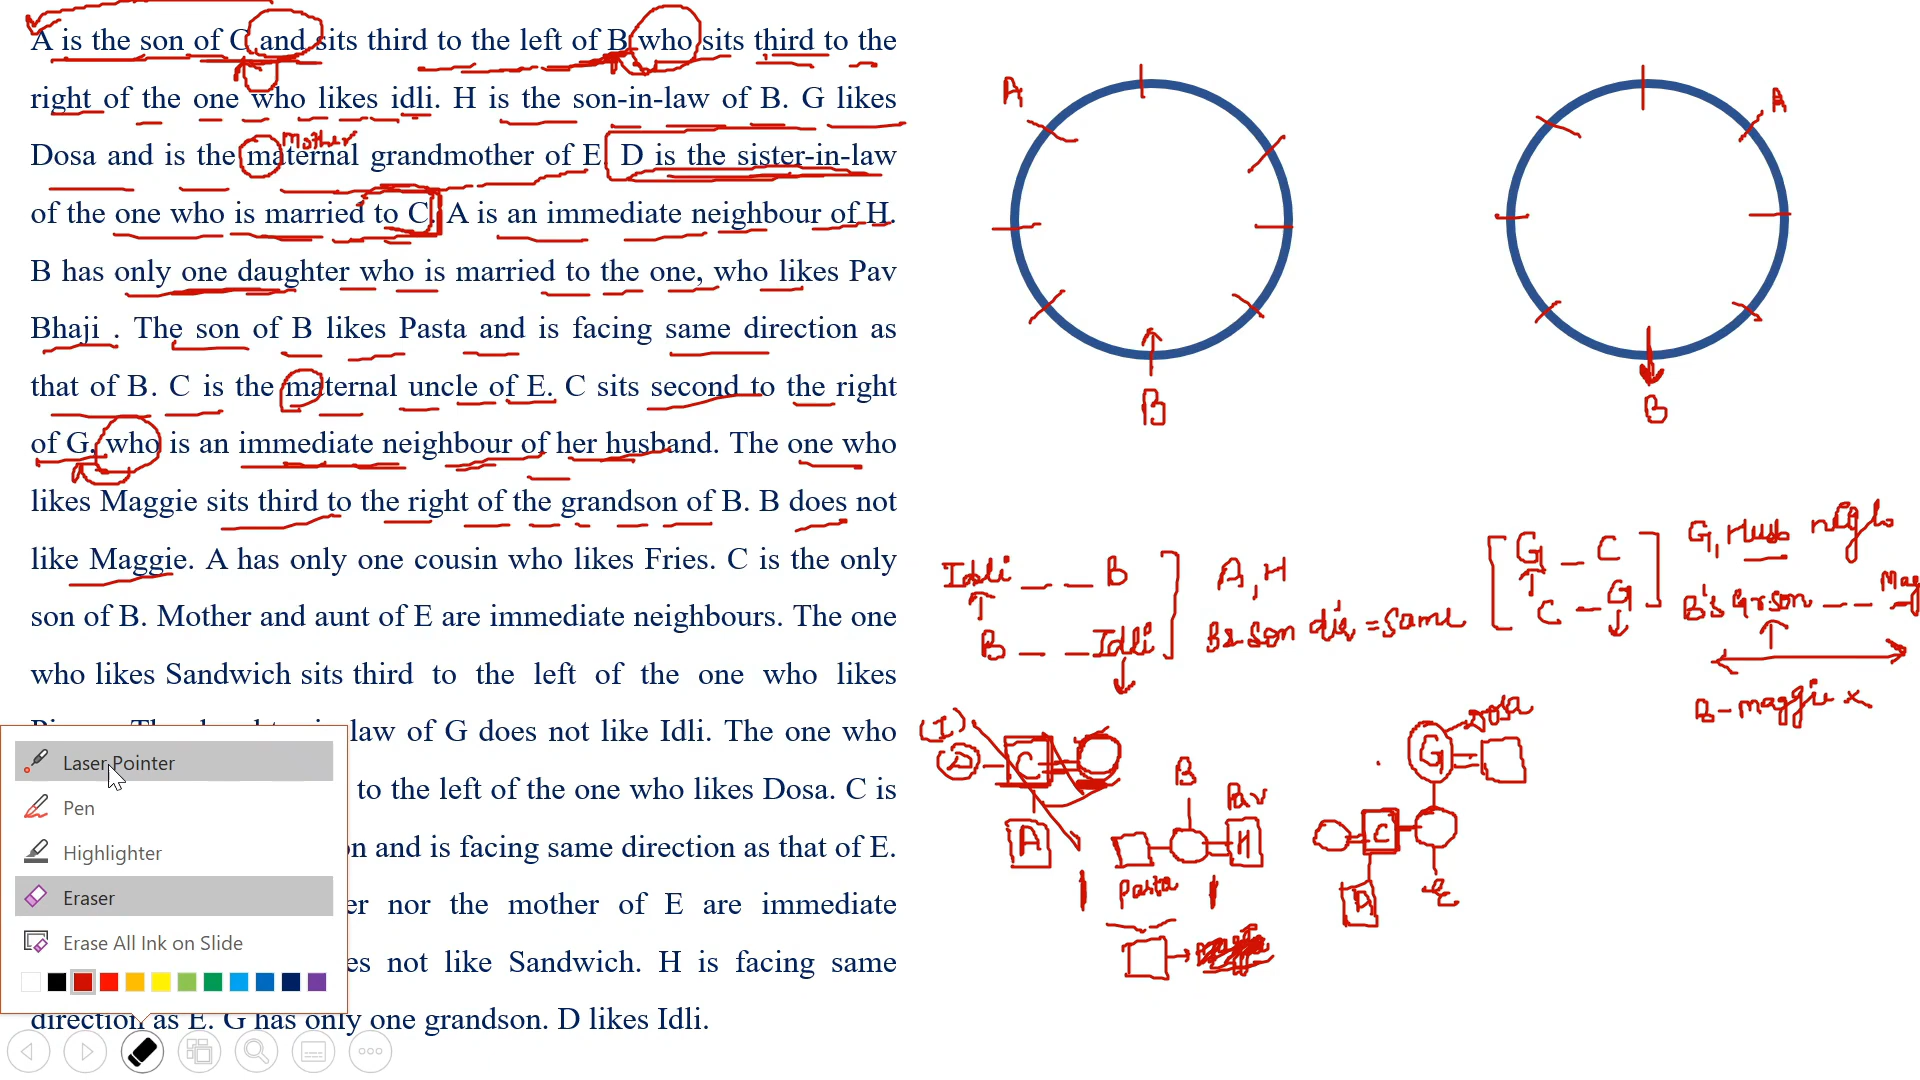 A is the son of C and sits third to the left of B who sits third to the
right of the one who likes idli. H is the son-in-law of B. G likes
Mother
Dosa and is the maternal grandmother of E. D is the sister-in-law
of the one who is married to C. A is an immediate neighbour of H.
B has only one daughter who is married to the one, who likes Pav
Bhaji . The son of B likes Pasta and is facing same direction as
that of B. C is the maternal uncle of E. C sits second to the right
of G. who is an immediate neighbour of her husband. The one who
likes Maggie sits third to the right of the grandson of B. B does not
like Maggie. A has only one cousin who likes Fries. C is the only
son of B. Mother and aunt of E are immediate neighbours. The one
who likes Sandwich sits third to the left of the one who likes
law of G does not like Idli. The one who
to the left of the one who likes Dosa. C is
on and is facing same direction as that of E.
er nor the mother of E are immediate
es not like Sandwich. H is facing same
direction as E. G has only one grandson. D likes Idli.
Laser Pointer
Pen
Highlighter
Eraser
Erase All Ink on Slide
A
B
A
B
Idli _ _ B
B _ _ Idli
A, H
B's son dir = same
G _ C
C _ G
G, Husb neigh
B's Grson _ _ Mag
B - maggie x
(I)
D
C
A
B
Pav
H
Pasta
Dosa
G
C
A
E